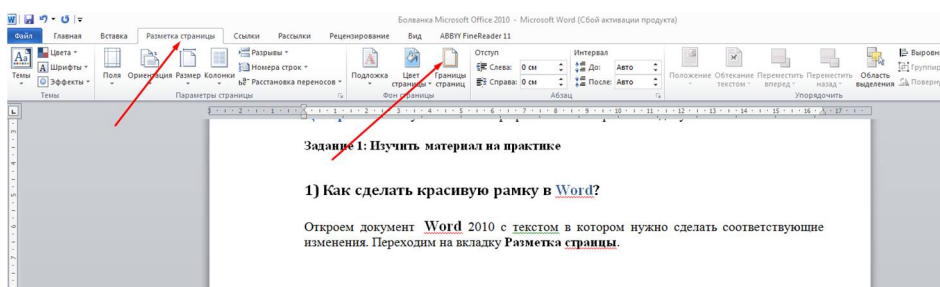 Болванка Microsoft Office 2010 - Microsoft Word (Сбой активации продукта)
Файл Главная Вставка Разметка страницы Ссылки Рассылки Рецензирование Вид ABBYY FineReader 11
Цвета Разрывы Отступ Интервал
Шрифты Номера строк Слева: 0 см До: Авто
Эффекты Расстановка переносов Справа: 0 см После: Авто
Темы Поля Ориентация Размер Колонки Подложка Цвет страницы Границы страниц Положение Обтекание текстом Переместить вперед Переместить назад Область выделения
Темы Параметры страницы Фон страницы Абзац Упорядочить
Задание 1: Изучить материал на практике
1) Как сделать красивую рамку в Word?
Откроем документ Word 2010 с текстом в котором нужно сделать соответствующие
изменения. Переходим на вкладку Разметка странцы.